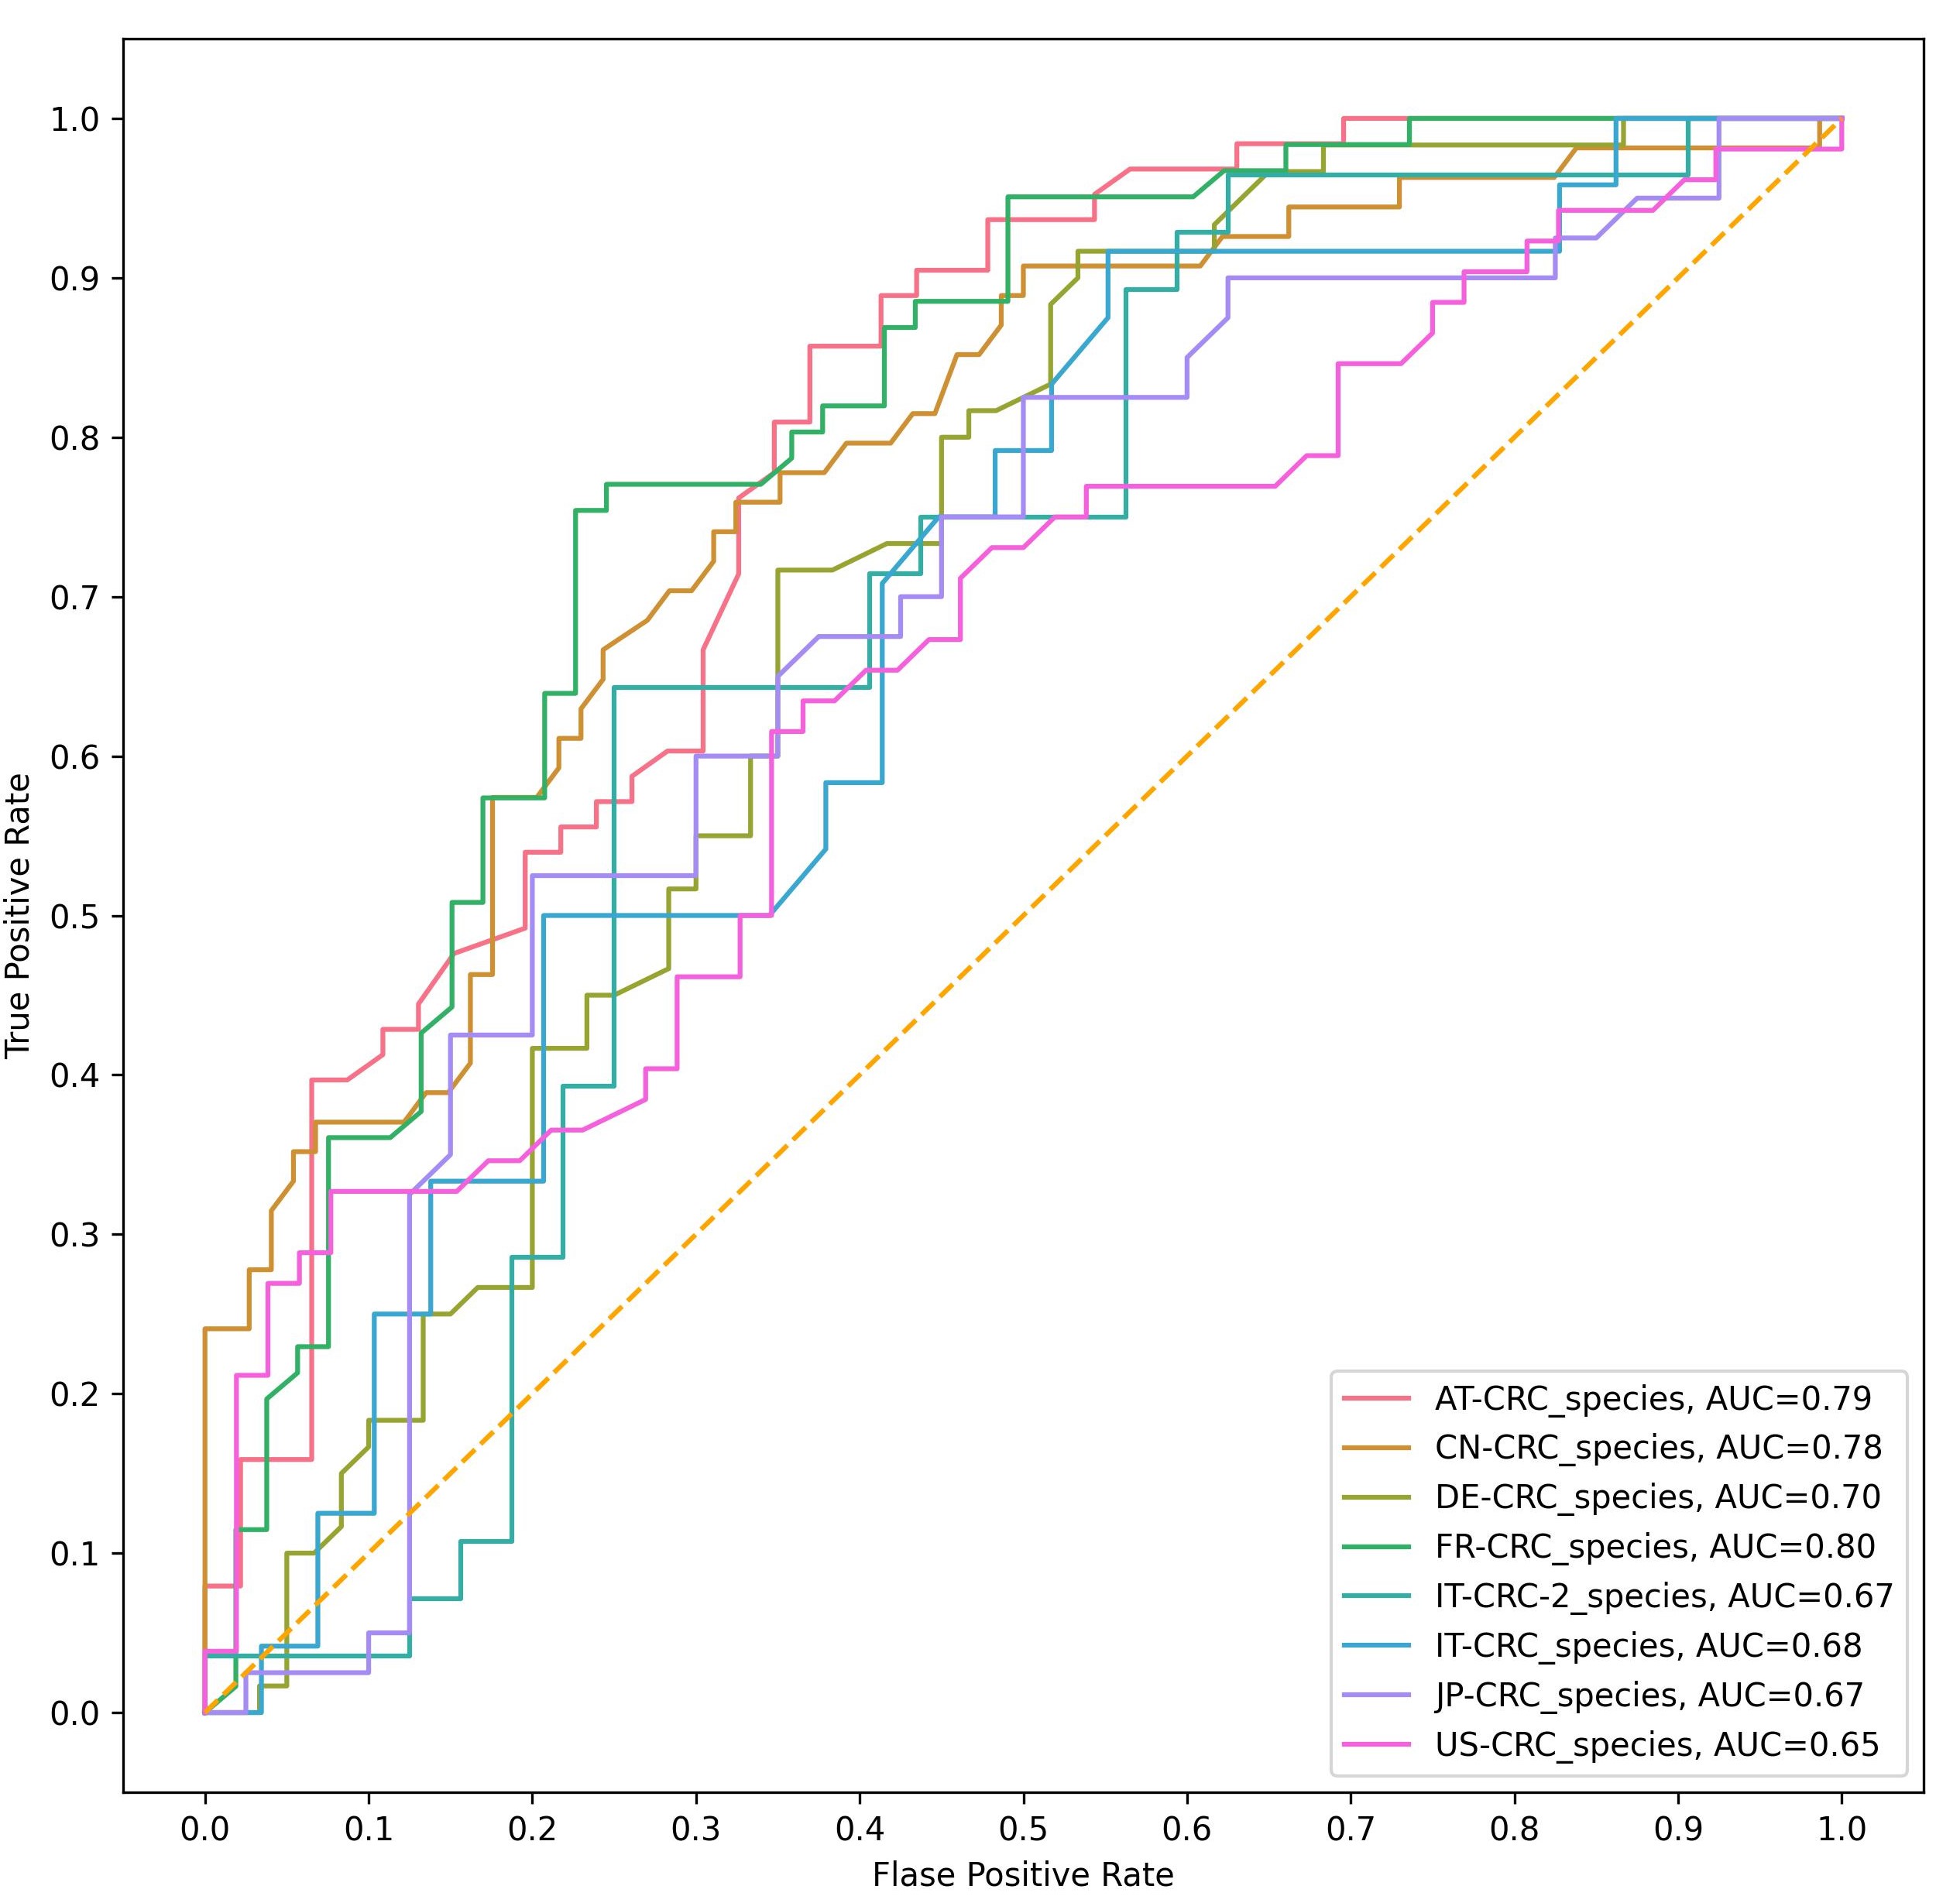 1.0
0.9
0.8
0.7
0.6
0.5
0.4
0.3
0.2
0.1
0.0
True Positive Rate
AT-CRC_species, AUC=0.79
CN-CRC_species, AUC=0.78
DE-CRC_species, AUC=0.70
FR-CRC_species, AUC=0.80
IT-CRC-2_species, AUC=0.67
IT-CRC_species, AUC=0.68
JP-CRC_species, AUC=0.67
US-CRC_species, AUC=0.65
0.0 0.1 0.2 0.3 0.4 0.5 0.6 0.7 0.8 0.9 1.0
Flase Positive Rate